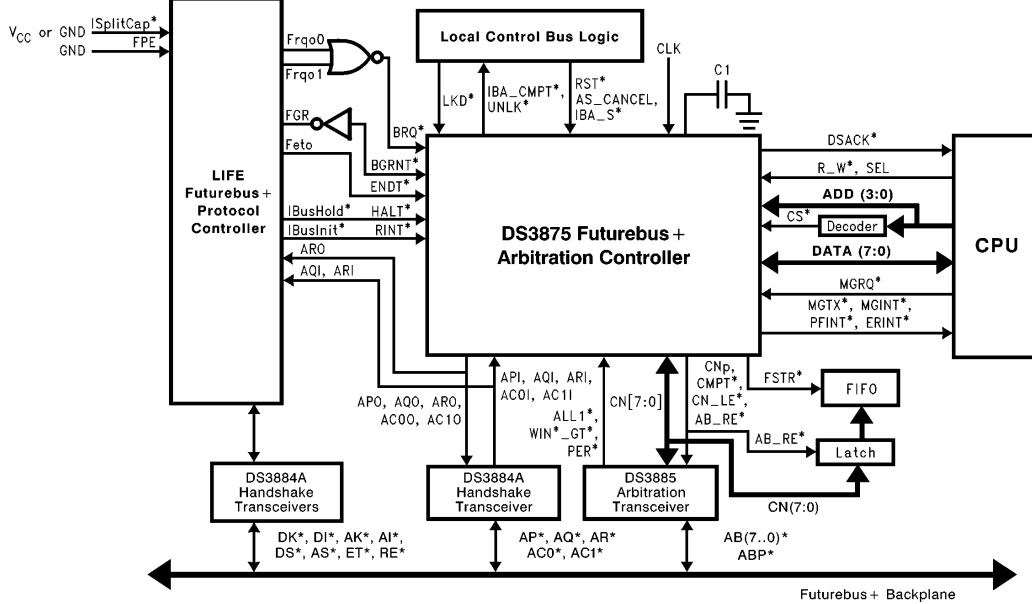 VCC or GND ISplitCap*
GND FPE
Frqo0
Frqo1
FGR
Feto
LIFE
Futurebus+
Protocol
Controller
IBusHold* HALT*
IBusInit* RINT*
ARO
AQI, ARI
BRQ*
BGRNT*
ENDT*
Local Control Bus Logic
LKD*
IBA_CMPT*,
UNLK*
RST*
AS_CANCEL,
IBA_S*
CLK
C1
DS3875 Futurebus+
Arbitration Controller
DSACK*
R_W*, SEL
ADD (3:0)
CS*
Decoder
DATA (7:0)
MGRQ*
MGTX*, MGINT*,
PFINT*, ERINT*
CPU
APO, AQO, ARO,
AC0O, AC1O
API, AQI, ARI,
AC0I, AC1I
ALL1*,
WIN*_GT*,
PER*
CN[7:0]
CNp,
CMPT*,
CN_LE*,
AB_RE*
FSTR*
FIFO
AB_RE*
Latch
CN(7:0)
DS3884A
Handshake
Transceivers
DS3884A
Handshake
Transceiver
DS3885
Arbitration
Transceiver
DK*, DI*, AK*, AI*,
DS*, AS*, ET*, RE*
AP*, AQ*, AR*
AC0*, AC1*
AB(7..0)*
ABP*
Futurebus+ Backplane